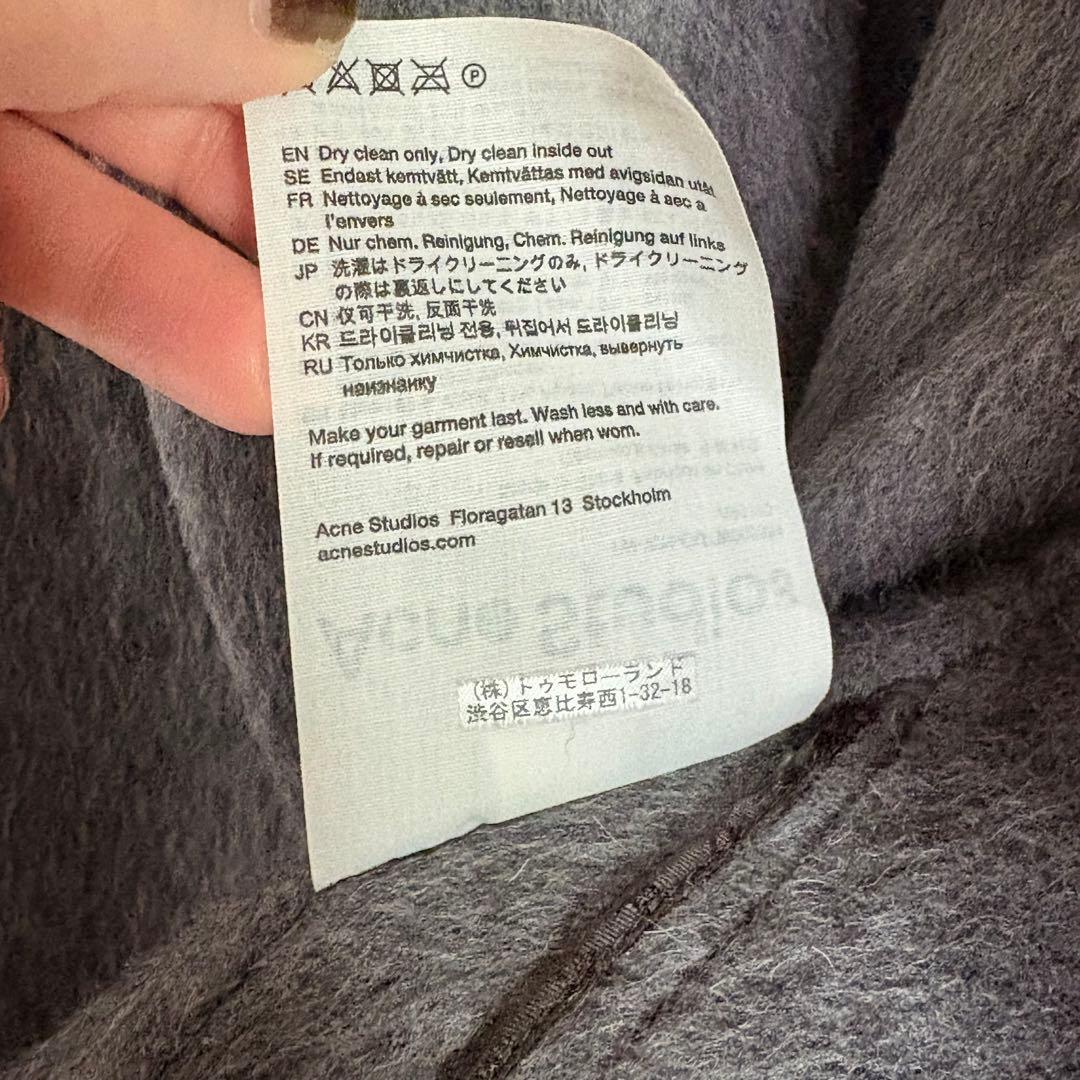 Ⓟ
EN Dry clean only, Dry clean inside out
SE Endast kemtvätt, Kemtvättas med avigsidan utåt
FR Nettoyage à sec seulement, Nettoyage à sec a
l'envers
DE Nur chem. Reinigung, Chem. Reinigung auf links
JP 洗濯はドライクリーニングのみ, ドライクリーニング
の際は裏返しにしてください
CN 仅可干洗, 反面干洗
KR 드라이클리닝 전용, 뒤집어서 드라이클리닝
RU Только химчистка, Химчистка, вывернуть
наизнанку
Make your garment last. Wash less and with care.
If required, repair or resell when worn.
Acne Studios Floragatan 13 Stockholm
acnestudios.com
Acne Studios
(株)トゥモローランド
渋谷区恵比寿西1-32-18